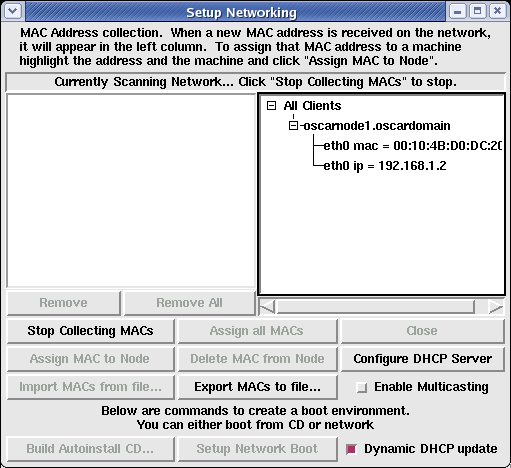 Setup Networking
MAC Address collection. When a new MAC address is received on the network,
it will appear in the left column. To assign that MAC address to a machine
highlight the address and the machine and click "Assign MAC to Node".
Currently Scanning Network... Click "Stop Collecting MACs" to stop.
All Clients
oscarnode1.oscardomain
eth0 mac = 00:10:4B:D0:DC:20
eth0 ip = 192.168.1.2
Remove Remove All
Stop Collecting MACs Assign all MACs Close
Assign MAC to Node Delete MAC from Node Configure DHCP Server
Import MACs from file... Export MACs to file... Enable Multicasting
Below are commands to create a boot environment.
You can either boot from CD or network
Build Autoinstall CD... Setup Network Boot Dynamic DHCP update